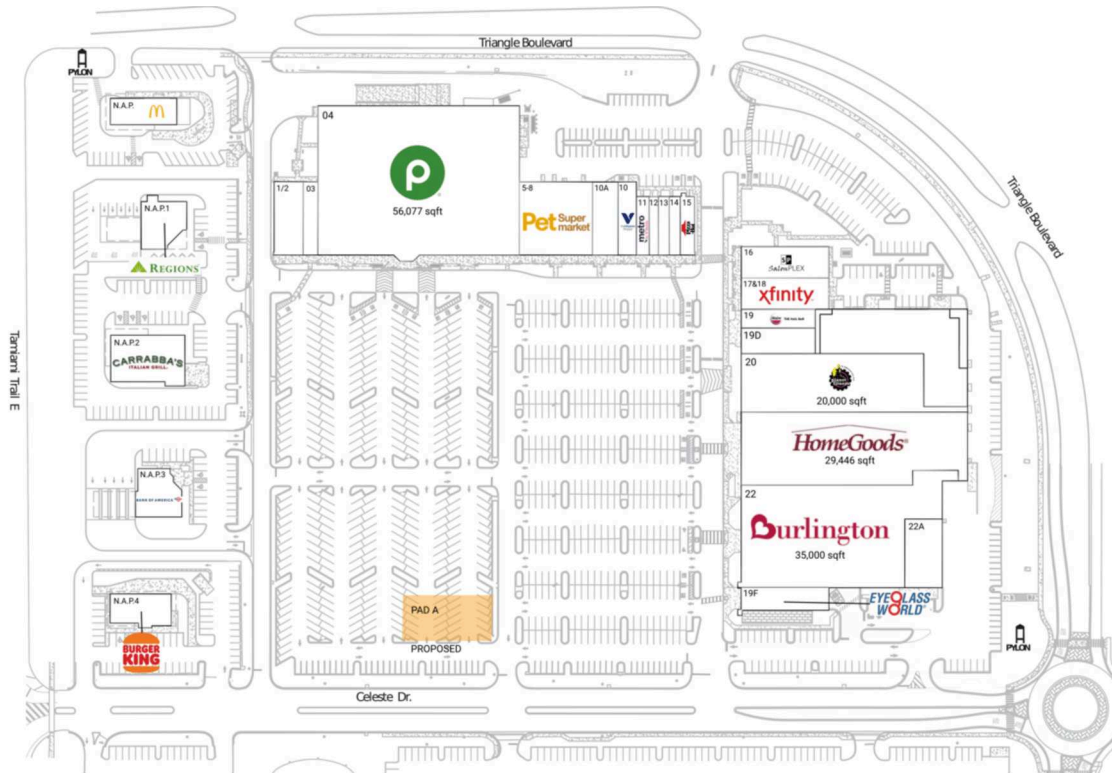 Triangle Boulevard
PYLON
N.A.P.
04
56,077 sqft
1/2
03
5-8
Pet Super
market
10A
10
11
metro
12
13
14
15
N.A.P.1
REGIONS
Triangle Boulevard
16
SP
SalonPLEX
17&18
xfinity
19
19D
Tamiami Trail E
N.A.P.2
CARRABBA'S
ITALIAN GRILL
20
20,000 sqft
HomeGoods
29,446 sqft
N.A.P.3
BANK OF AMERICA
22
Burlington
35,000 sqft
22A
19F
EYEGLASS
WORLD
N.A.P.4
BURGER
KING
PAD A
PROPOSED
PYLON
Celeste Dr.